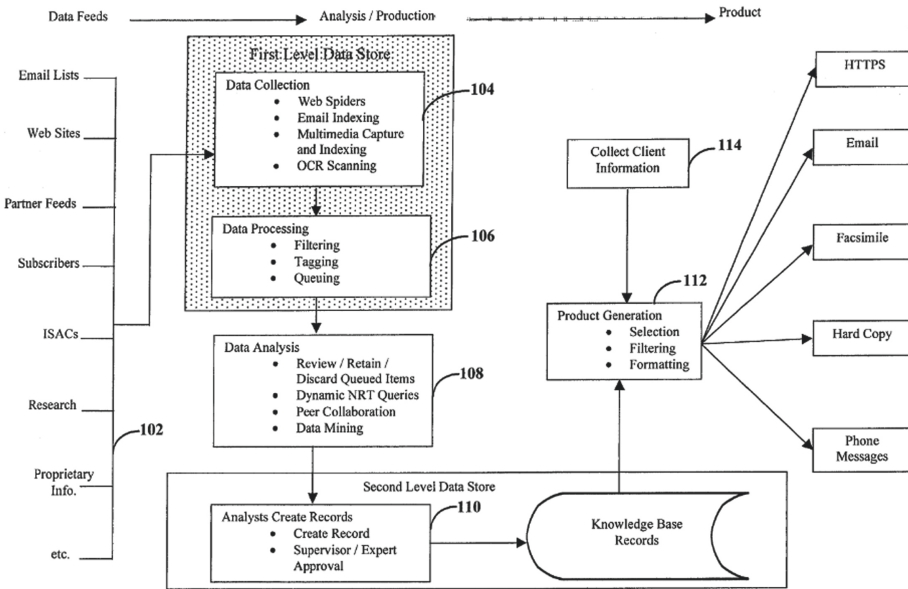 Data Feeds
Analysis / Production
Product
First Level Data Store
Email Lists
Web Sites
Partner Feeds
Subscribers
ISACs
Research
Proprietary
Info.
etc.
102
Data Collection
• Web Spiders
• Email Indexing
• Multimedia Capture
and Indexing
• OCR Scanning
104
Data Processing
• Filtering
• Tagging
• Queuing
106
Data Analysis
• Review / Retain /
Discard Queued Items
• Dynamic NRT Queries
• Peer Collaboration
• Data Mining
108
Second Level Data Store
Analysts Create Records
• Create Record
• Supervisor / Expert
Approval
110
Knowledge Base
Records
Collect Client
Information
114
Product Generation
• Selection
• Filtering
• Formatting
112
HTTPS
Email
Facsimile
Hard Copy
Phone
Messages